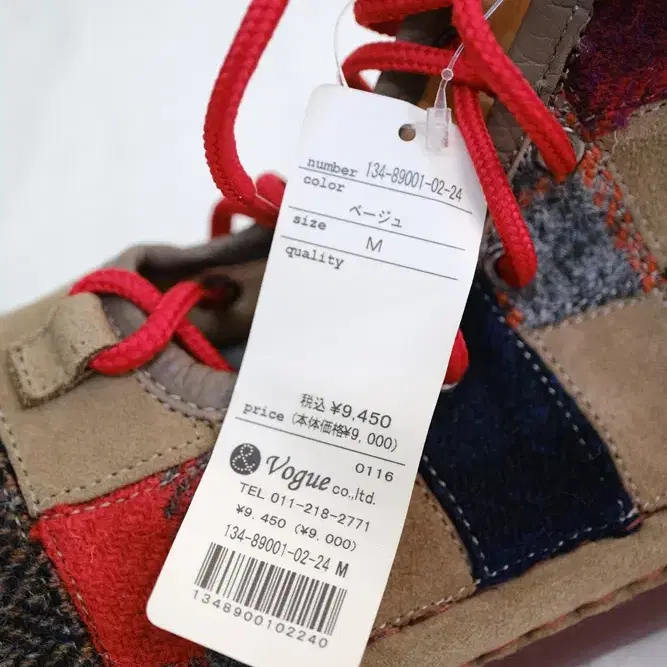 number 134-89001-02-24
color
ベージュ
size M
quality
税込 ¥9,450
price (本体価格¥9,000)
0116
& Vogue co.,ltd.
TEL 011-218-2771
¥9,450 (¥9,000)
134-89001-02-24 M
1348900102240